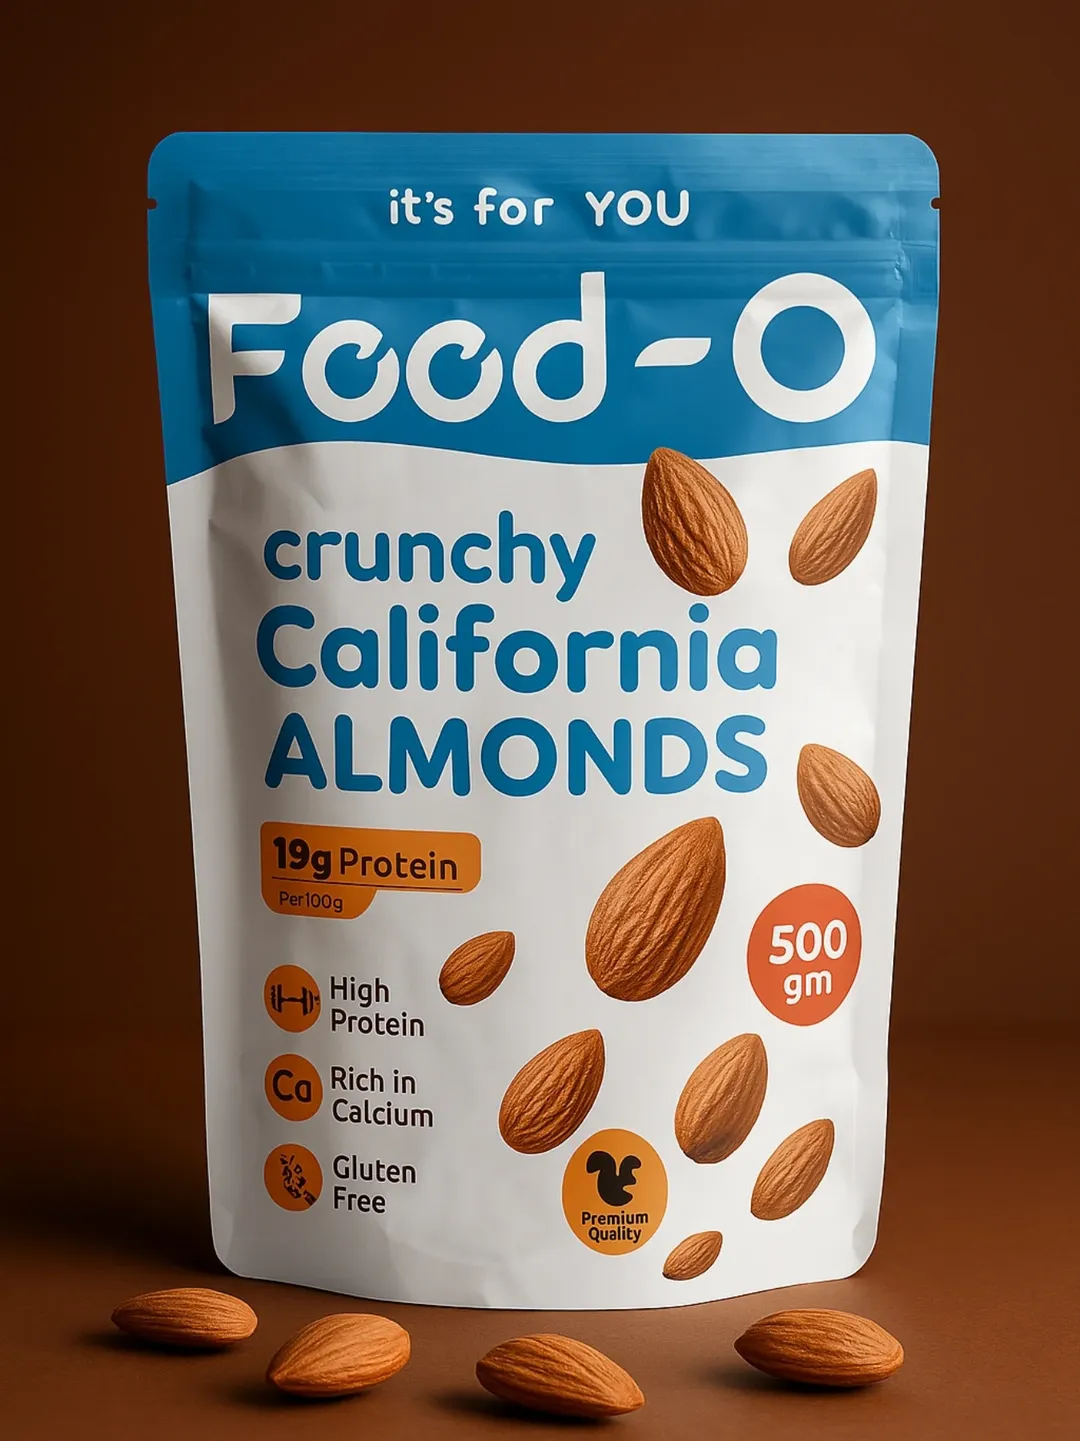 it's for YOU
Food-O
crunchy
California
ALMONDS
19g Protein
Per100g
500
gm
High
Protein
Ca
Rich in
Calcium
Gluten
Free
Premium
Quality